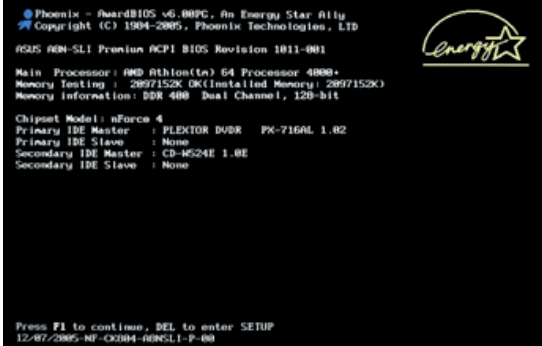 Phoenix - AwardBIOS v6.00PG, An Energy Star Ally
Copyright (C) 1984-2005, Phoenix Technologies, LTD
energy
ASUS A8N-SLI Premium ACPI BIOS Revision 1011-001
Main Processor: AMD Athlon(tm) 64 Processor 4000+
Memory Testing : 2097152K OK(Installed Memory: 2097152K)
Memory information: DDR 400 Dual Channel, 128-bit
Chipset Model: nForce 4
Primary IDE Master : PLEXTOR DVDR PX-716AL 1.02
Primary IDE Slave : None
Secondary IDE Master : CD-W524E 1.0E
Secondary IDE Slave : None
Press F1 to continue, DEL to enter SETUP
12/07/2005-NF-CK804-A8NSLI-P-00